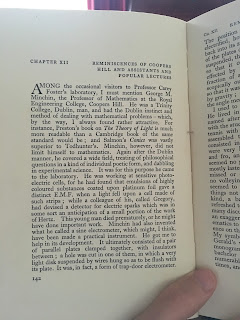 CHAPTER XII
REMINISCENCES OF COOPERS
HILL AND ASSISTANTS AND
POPULAR LECTURES
AMONG the occasional visitors to Professor Carey
Foster's laboratory, I must mention George M.
Minchin, Professor of Mathematics at the Royal
Engineering College, Coopers Hill. He was a Trinity
College, Dublin, man, and had the Dublin instinct and
method of dealing with mathematical problems—which,
by the way, I always found rather attractive. For
instance, Preston's book on The Theory of Light is much
more readable than a Cambridge book of the same
standard would be; and Salmon's Conics was vastly
superior to Todhunter's. Minchin, however, did not
limit himself to mathematics. Again after the Dublin
manner, he covered a wide field, treating of philosophical
questions in a kind of individual poetic form, and dabbling
in experimental science. It was for this purpose he came
to the laboratory. He was working at sensitive photo-
electric cells, for he had found that emulsions of highly
coloured substances coated upon platinum foil gave a
distinct E.M.F. when a light fell upon a cell made of
such strips; while a colleague of his, called Gregory,
had devised a detector for electric sparks which was in
some sort an anticipation of a small portion of the work
of Hertz. This young man died prematurely, or he might
have done important work. Minchin had also invented
what he called a sine electrometer, which might, I think,
have been made a practical instrument. He got me to
help in its development. It ultimately consisted of a pair
of parallel plates clamped together, with insulators
between; a hole was cut in one of them, in which a very
light disk suspended by wires hung so as to be flush with
its plate. It was, in fact, a form of trap-door electrometer.
142